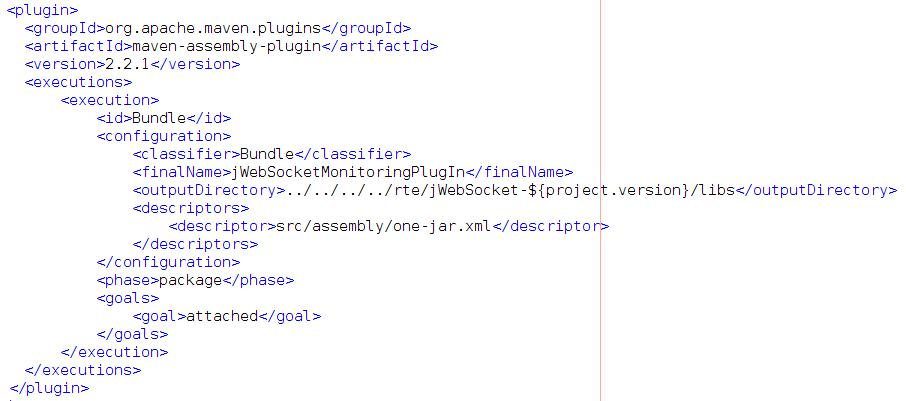 <plugin>
<groupId>org.apache.maven.plugins</groupId>
<artifactId>maven-assembly-plugin</artifactId>
<version>2.2.1</version>
<executions>
<execution>
<id>Bundle</id>
<configuration>
<classifier>Bundle</classifier>
<finalName>jWebSocketMonitoringPlugIn</finalName>
<outputDirectory>../../../../rte/jWebSocket-${project.version}/libs</outputDirectory>
<descriptors>
<descriptor>src/assembly/one-jar.xml</descriptor>
</descriptors>
</configuration>
<phase>package</phase>
<goals>
<goal>attached</goal>
</goals>
</execution>
</executions>
</plugin>